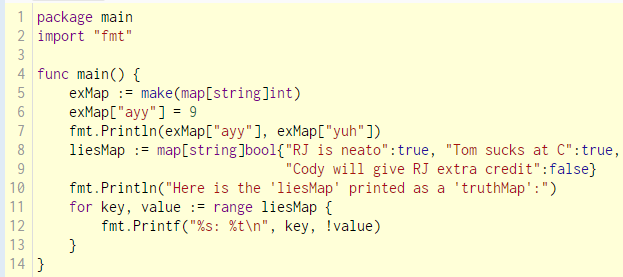 1 package main
2 import "fmt"
3
4 func main() {
5     exMap := make(map[string]int)
6     exMap["ayy"] = 9
7     fmt.Println(exMap["ayy"], exMap["yuh"])
8     liesMap := map[string]bool{"RJ is neato":true, "Tom sucks at C":true,
9                                "Cody will give RJ extra credit":false}
10     fmt.Println("Here is the 'liesMap' printed as a 'truthMap':")
11     for key, value := range liesMap {
12         fmt.Printf("%s: %t\n", key, !value)
13     }
14 }